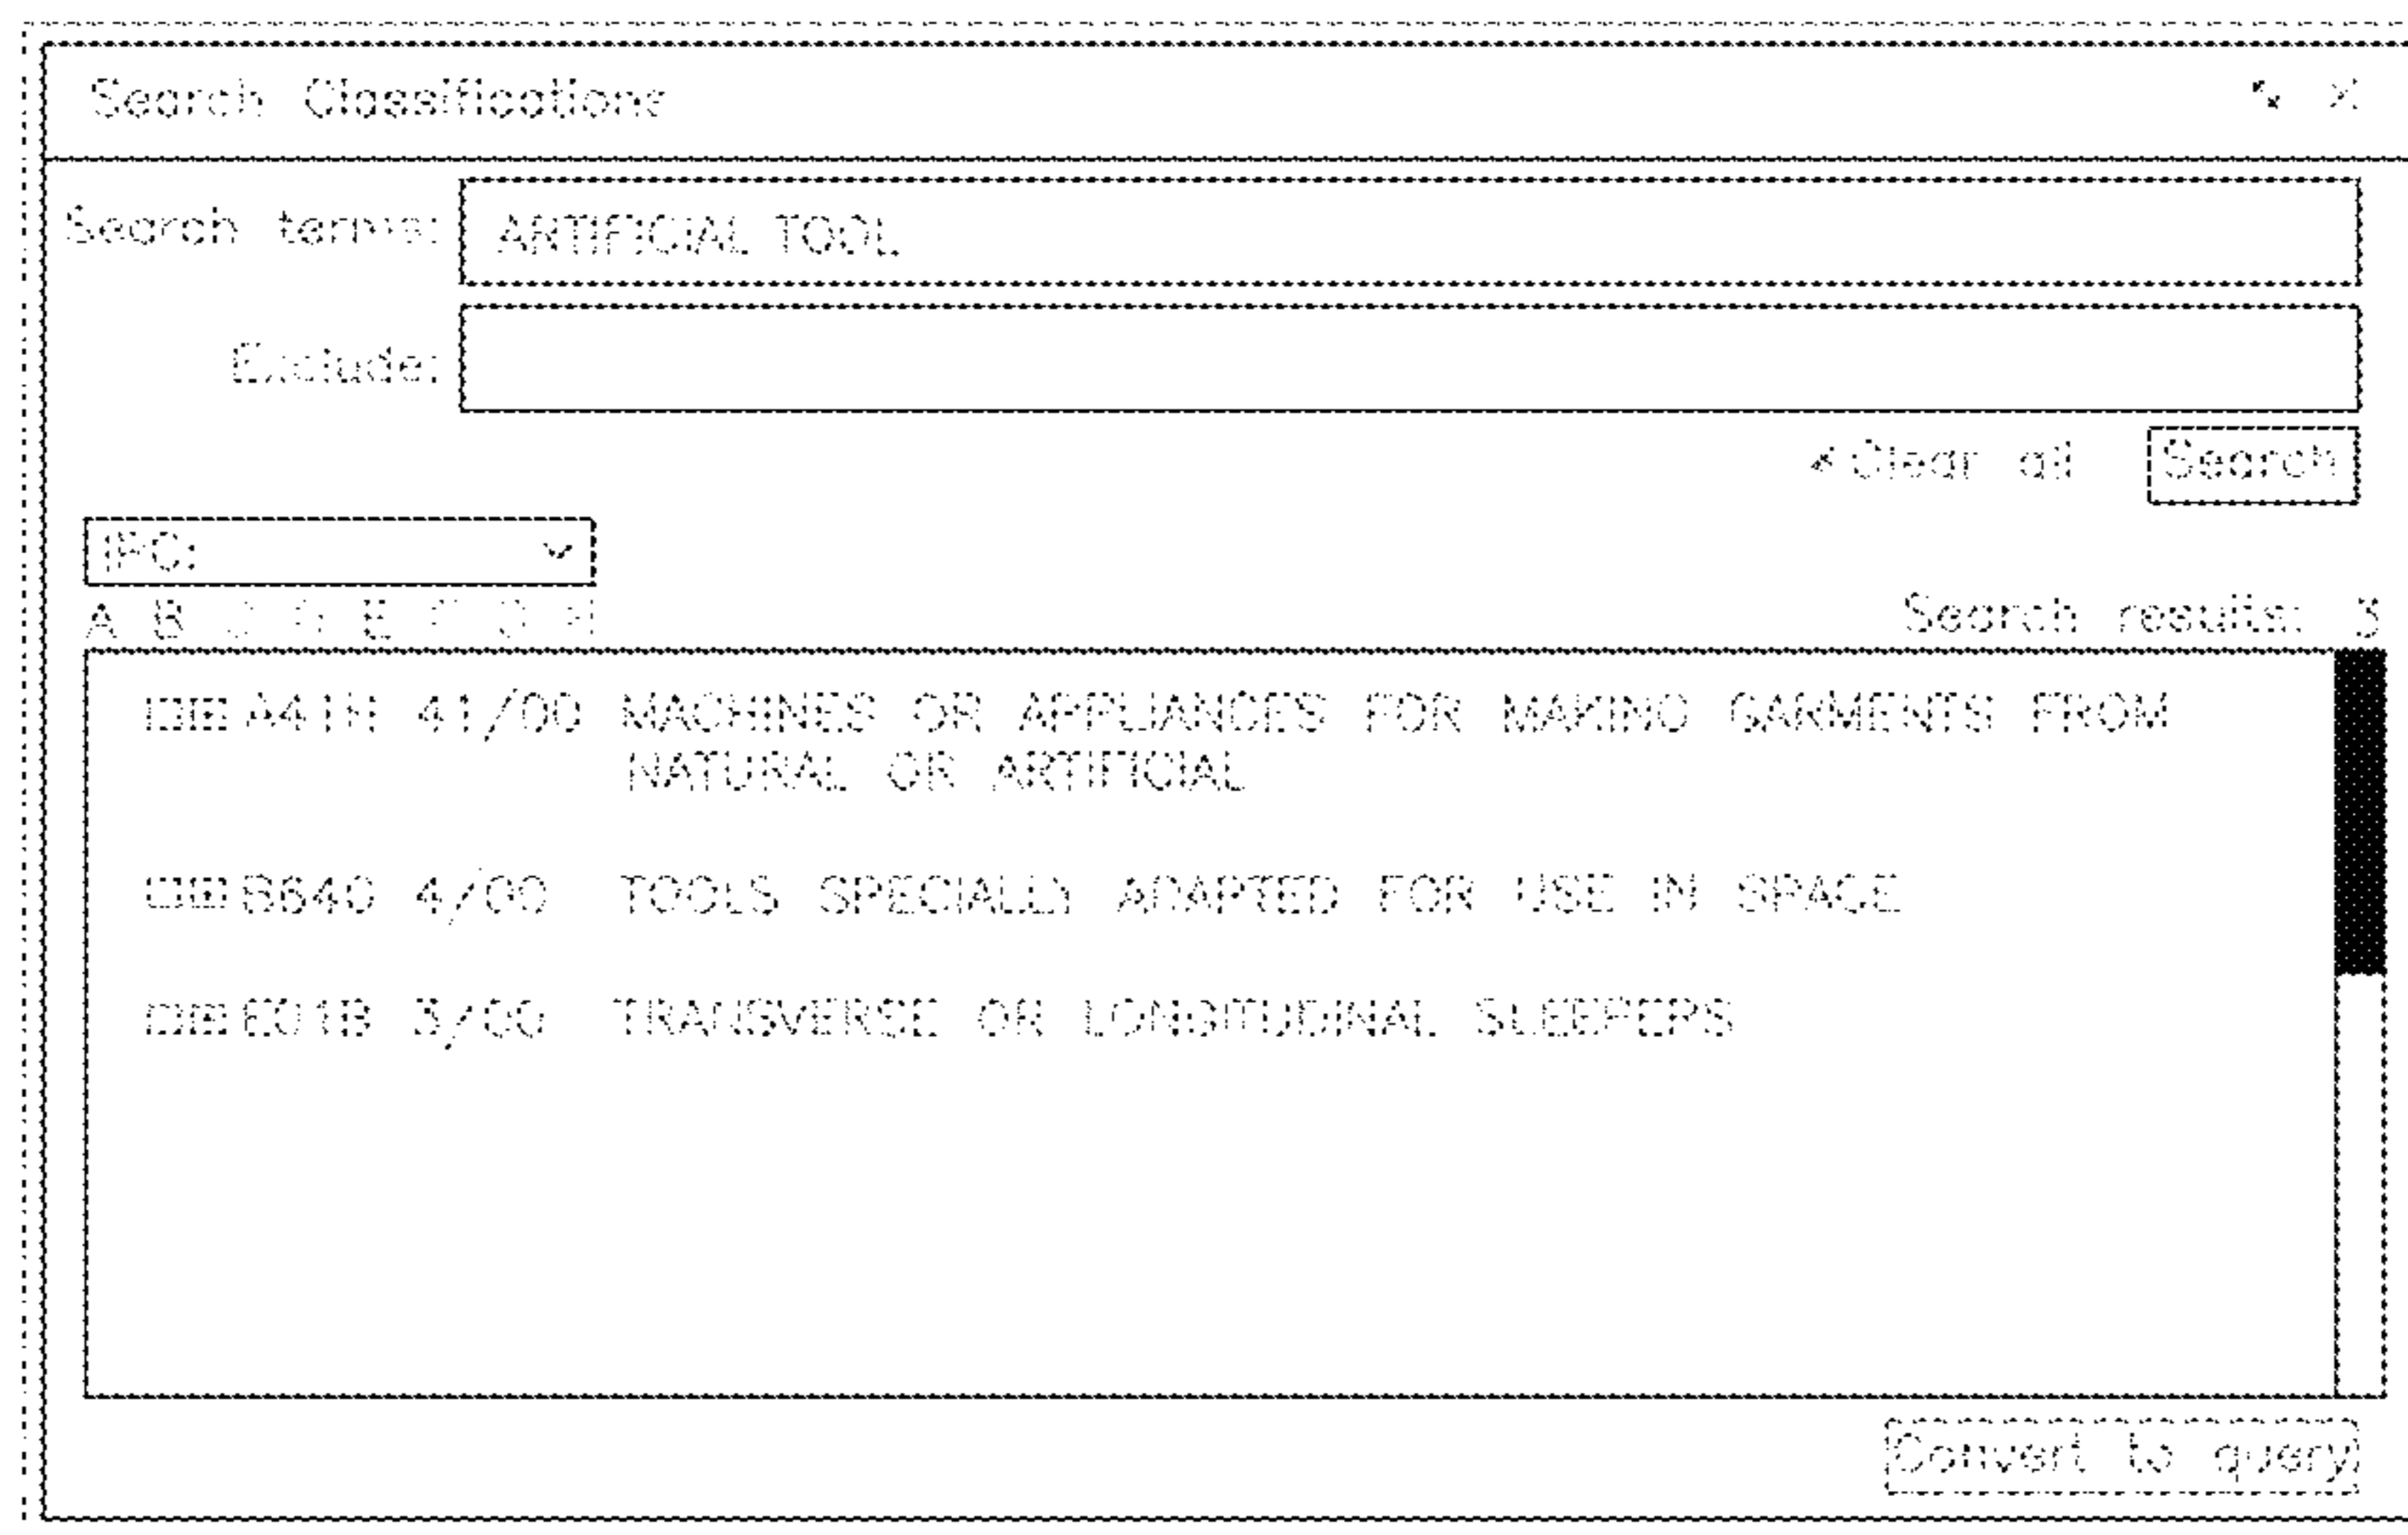 Search Classifications
Search terms: ARTIFICIAL TOOL
Exclude:
Clear all Search
IPC:
A B C D E F G H Search results: 3
A41H 41/00 MACHINES OR APPLIANCES FOR MAKING GARMENTS FROM
NATURAL OR ARTIFICIAL
B64G 4/00 TOOLS SPECIALLY ADAPTED FOR USE IN SPACE
E01B 3/00 TRANSVERSE OR LONGITUDINAL SLEEPERS
Convert to query